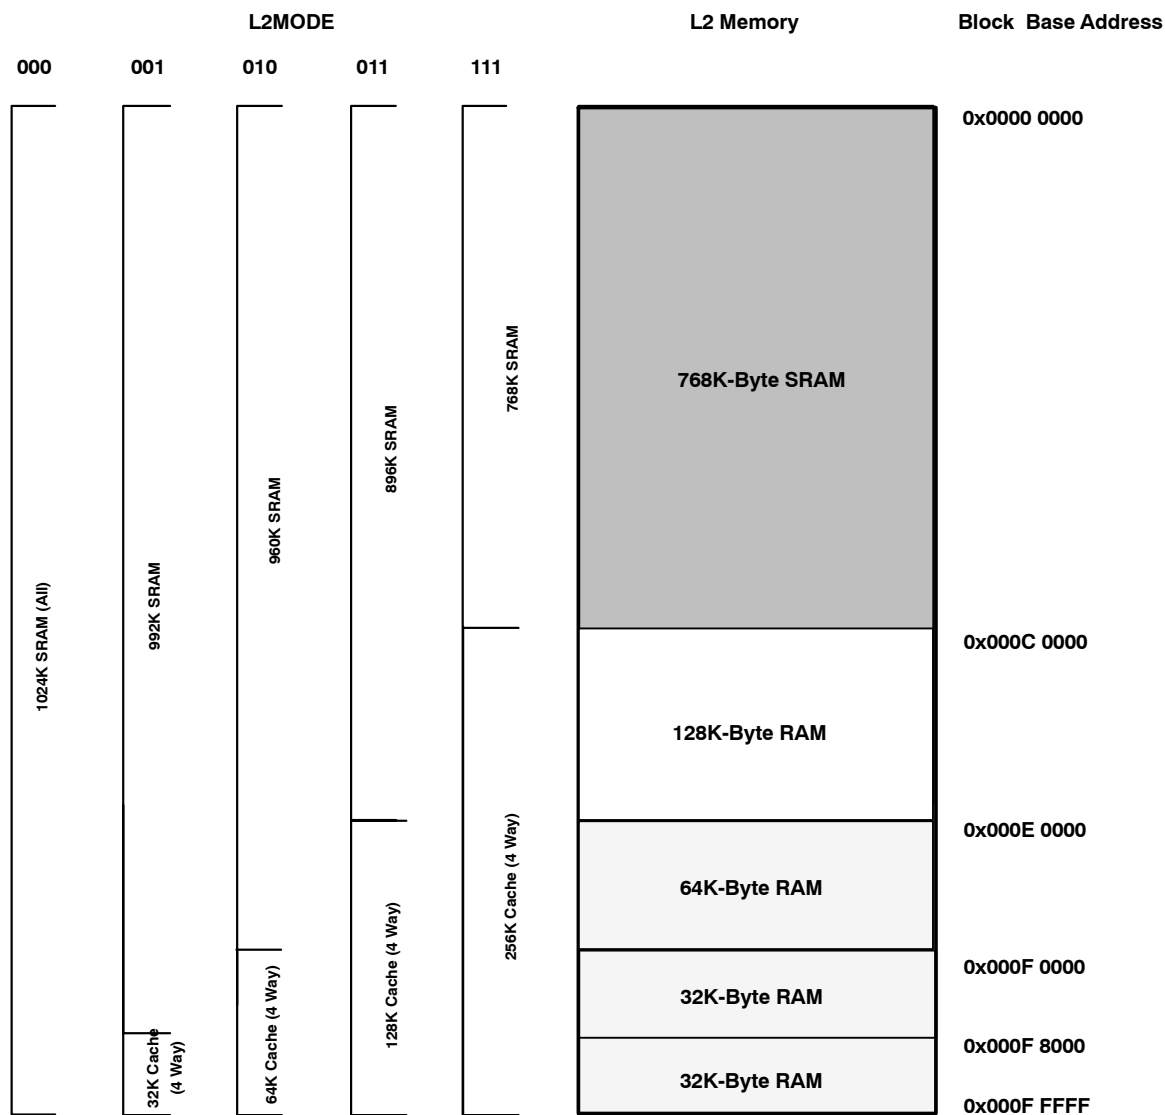 L2MODE
L2 Memory
Block Base Address
000
001
010
011
111
0x0000 0000
768K SRAM
768K-Byte SRAM
896K SRAM
960K SRAM
992K SRAM
1024K SRAM (All)
0x000C 0000
128K-Byte RAM
0x000E 0000
256K Cache (4 Way)
64K-Byte RAM
128K Cache (4 Way)
0x000F 0000
64K Cache (4 Way)
32K-Byte RAM
32K Cache
(4 Way)
0x000F 8000
32K-Byte RAM
0x000F FFFF